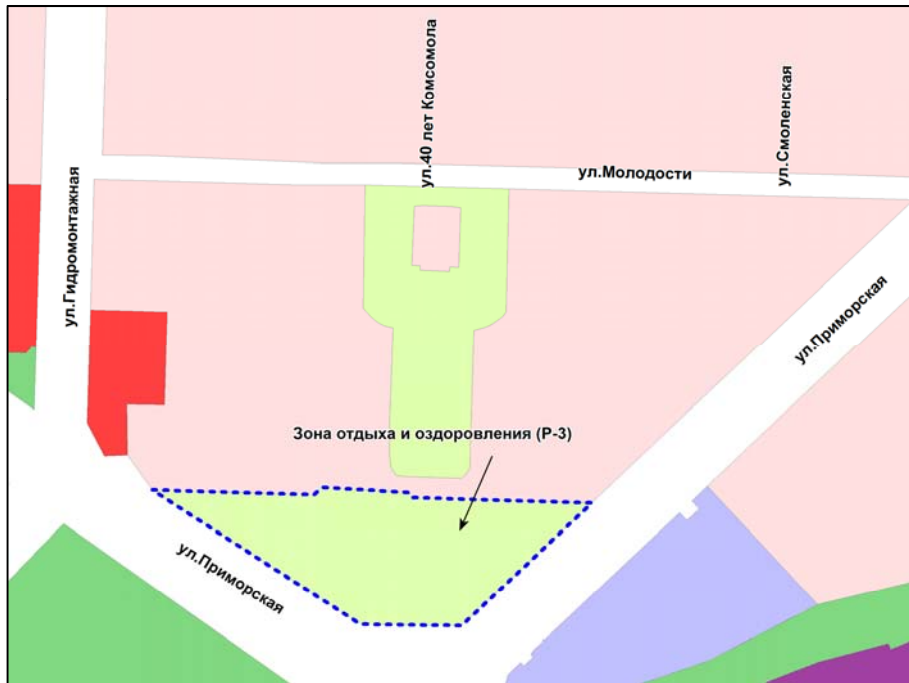 ул.40 лет Комсомола
ул.Смоленская
ул.Молодости
ул.Гидромонтажная
ул.Приморская
Зона отдыха и оздоровления (Р-3)
ул.Приморская